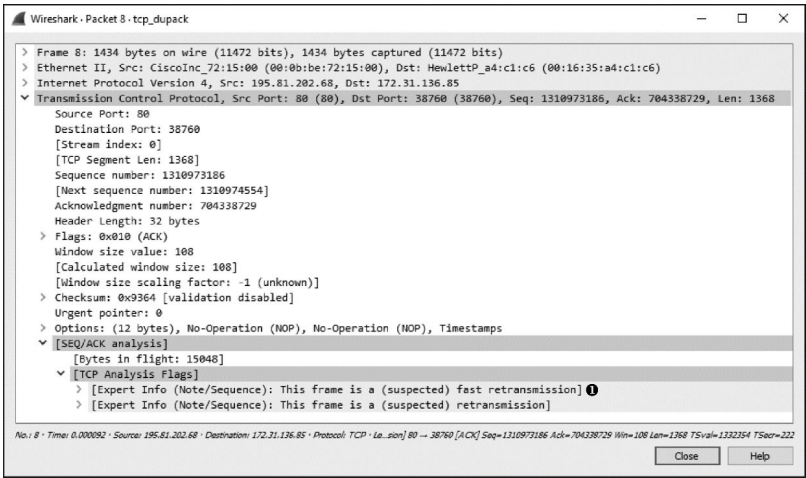 Wireshark · Packet 8 · tcp_dupack
Frame 8: 1434 bytes on wire (11472 bits), 1434 bytes captured (11472 bits)
Ethernet II, Src: CiscoInc_72:15:00 (00:0b:be:72:15:00), Dst: HewlettP_a4:c1:c6 (00:16:35:a4:c1:c6)
Internet Protocol Version 4, Src: 195.81.202.68, Dst: 172.31.136.85
Transmission Control Protocol, Src Port: 80 (80), Dst Port: 38760 (38760), Seq: 1310973186, Ack: 704338729, Len: 1368
Source Port: 80
Destination Port: 38760
[Stream index: 0]
[TCP Segment Len: 1368]
Sequence number: 1310973186
[Next sequence number: 1310974554]
Acknowledgment number: 704338729
Header Length: 32 bytes
Flags: 0x010 (ACK)
Window size value: 108
[Calculated window size: 108]
[Window size scaling factor: -1 (unknown)]
Checksum: 0x9364 [validation disabled]
Urgent pointer: 0
Options: (12 bytes), No-Operation (NOP), No-Operation (NOP), Timestamps
[SEQ/ACK analysis]
[Bytes in flight: 15048]
[TCP Analysis Flags]
[Expert Info (Note/Sequence): This frame is a (suspected) fast retransmission] ❶
[Expert Info (Note/Sequence): This frame is a (suspected) retransmission]
No.: 8 · Time: 0.000092 · Source: 195.81.202.68 · Destination: 172.31.136.85 · Protocol: TCP · Le...sion] 80 → 38760 [ACK] Seq=1310973186 Ack=704338729 Win=108 Len=1368 TSval=1332354 TSecr=222
Close Help